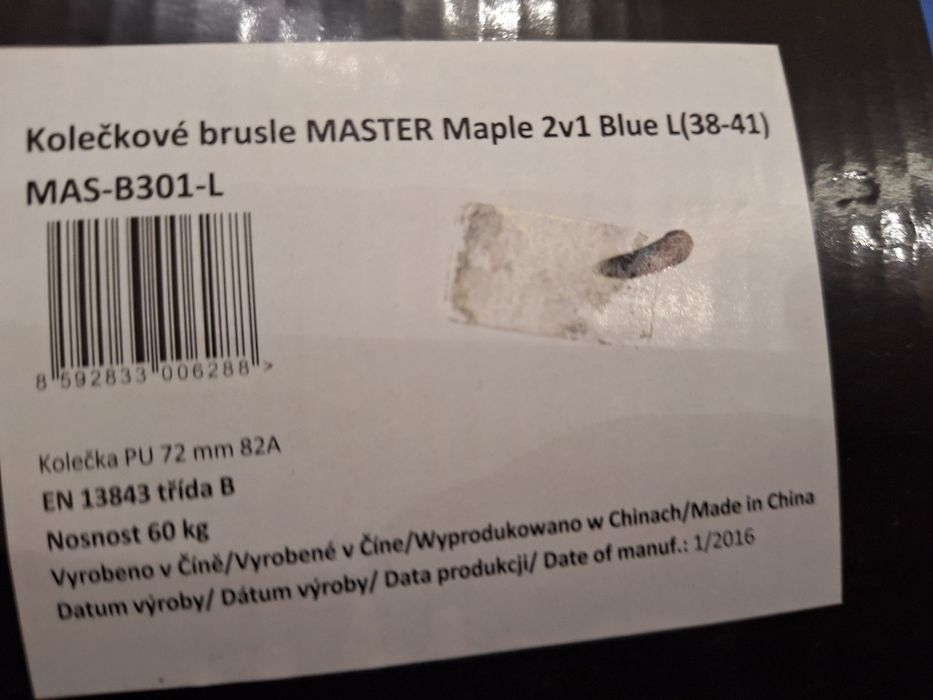 Kolečkové brusle MASTER Maple 2v1 Blue L(38-41)
MAS-B301-L
8 592833 006288 >
Kolečka PU 72 mm 82A
EN 13843 třída B
Nosnost 60 kg
Vyrobeno v Číně/Vyrobené v Číne/Wyprodukowano w Chinach/Made in China
Datum výroby/ Dátum výroby/ Data produkcji/ Date of manuf.: 1/2016